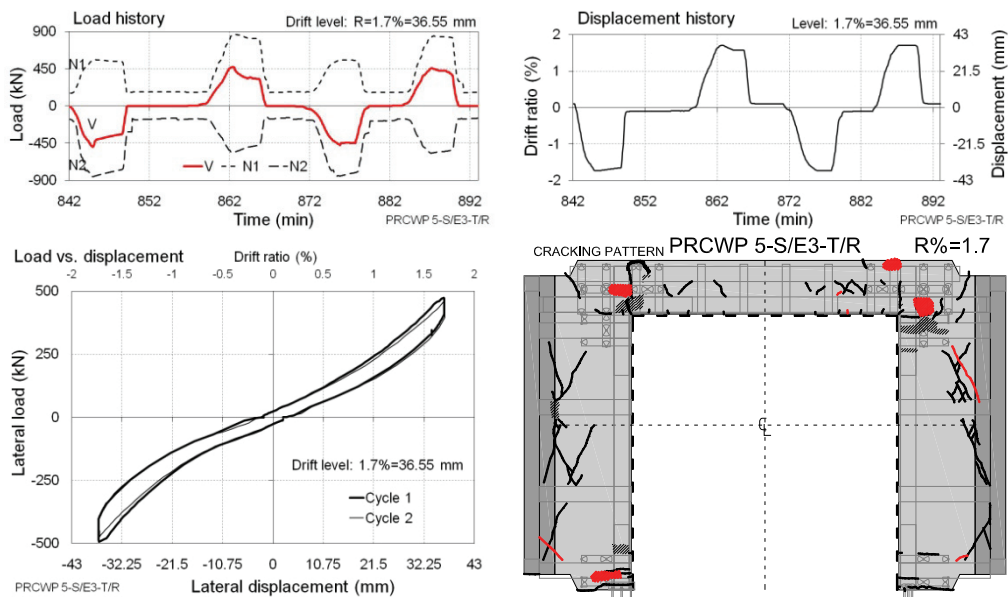 Load history
Drift level: R=1.7%=36.55 mm
900
450
0
-450
-900
Load (kN)
N1
V
N2
V N1 N2
842 852 862 872 882 892
Time (min)
PRCWP 5-S/E3-T/R
Displacement history
Level: 1.7%=36.55 mm
2
1
0
-1
-2
Drift ratio (%)
43
21.5
0
-21.5
-43
Displacement (mm)
842 852 862 872 882 892
Time (min)
PRCWP 5-S/E3-T/R
Load vs. displacement
Drift ratio (%)
-2 -1.5 -1 -0.5 0 0.5 1 1.5 2
500
250
0
-250
-500
Lateral load (kN)
Drift level: 1.7%=36.55 mm
Cycle 1
Cycle 2
-43 -32.25 -21.5 -10.75 0 10.75 21.5 32.25 43
PRCWP 5-S/E3-T/R
Lateral displacement (mm)
CRACKING PATTERN PRCWP 5-S/E3-T/R R%=1.7